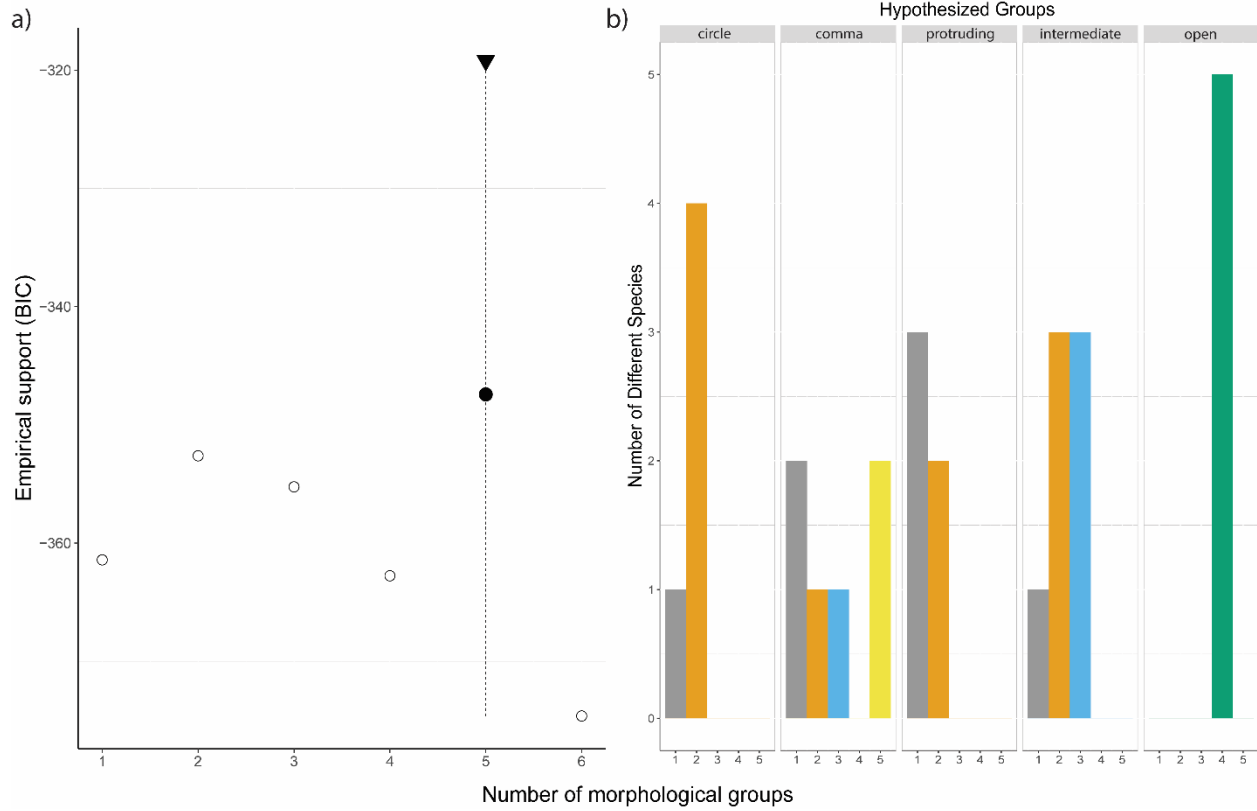 a)
Empirical support (BIC)
−320
−340
−360
1 2 3 4 5 6
b)
Hypothesized Groups
circle comma protruding intermediate open
Number of Different Species
5
4
3
2
1
0
1 2 3 4 5 1 2 3 4 5 1 2 3 4 5 1 2 3 4 5 1 2 3 4 5
Number of morphological groups